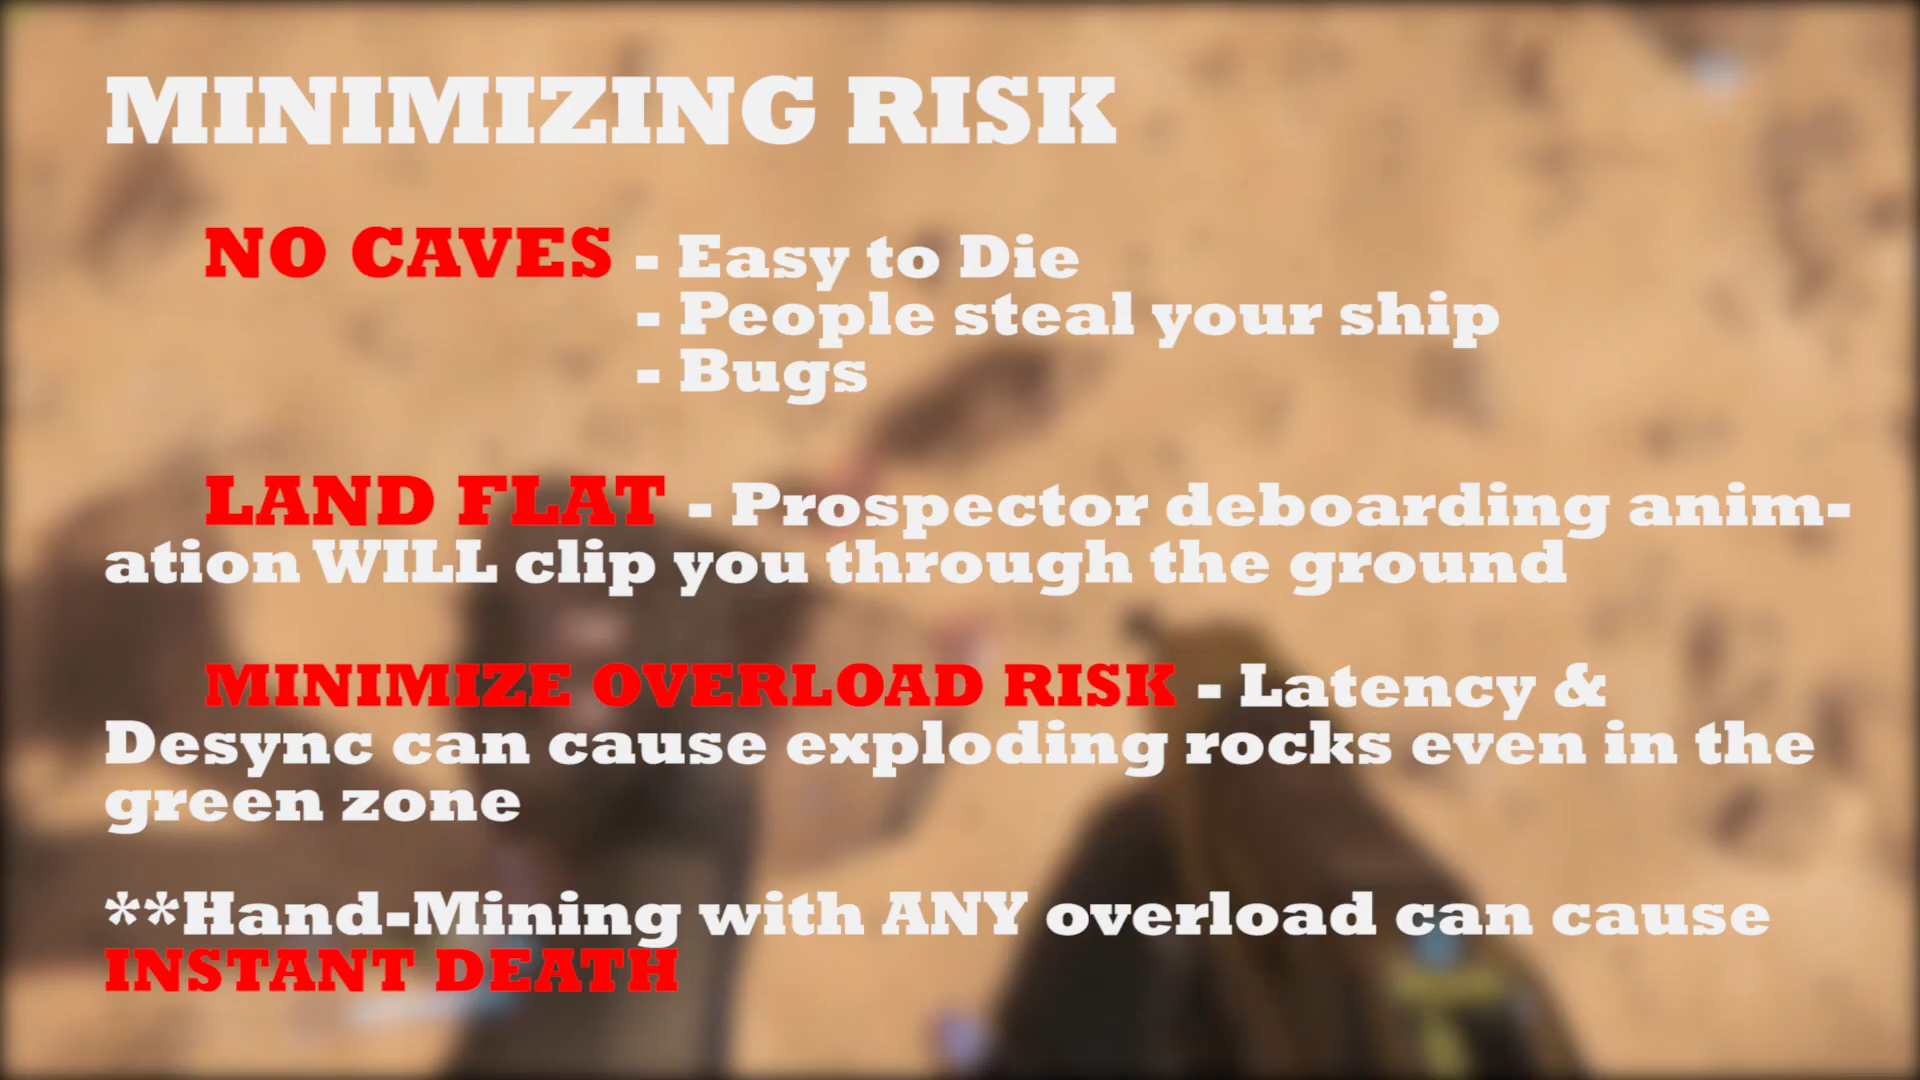 MINIMIZING RISK
NO CAVES - Easy to Die
- People steal your ship
- Bugs
LAND FLAT - Prospector deboarding anim-
ation WILL clip you through the ground
MINIMIZE OVERLOAD RISK - Latency &
Desync can cause exploding rocks even in the
green zone
**Hand-Mining with ANY overload can cause
INSTANT DEATH